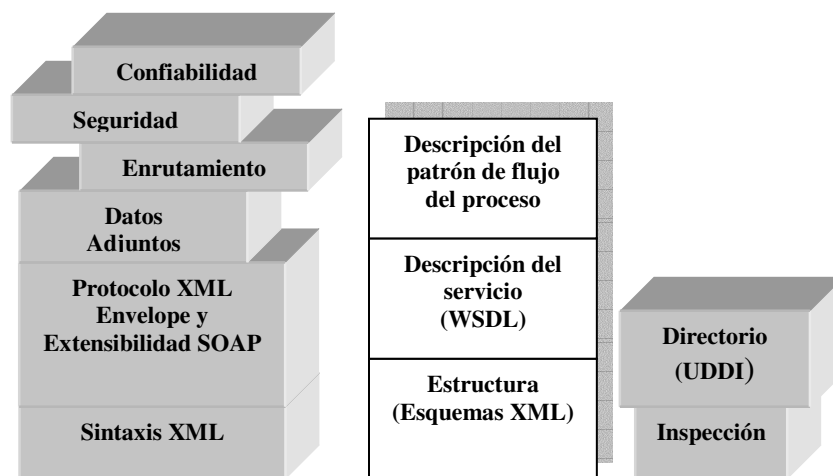 Confiabilidad
Seguridad
Enrutamiento
Datos
Adjuntos
Protocolo XML
Envelope y
Extensibilidad SOAP
Sintaxis XML
Descripción del
patrón de flujo
del proceso
Descripción del
servicio
(WSDL)
Estructura
(Esquemas XML)
Directorio
(UDDI)
Inspección